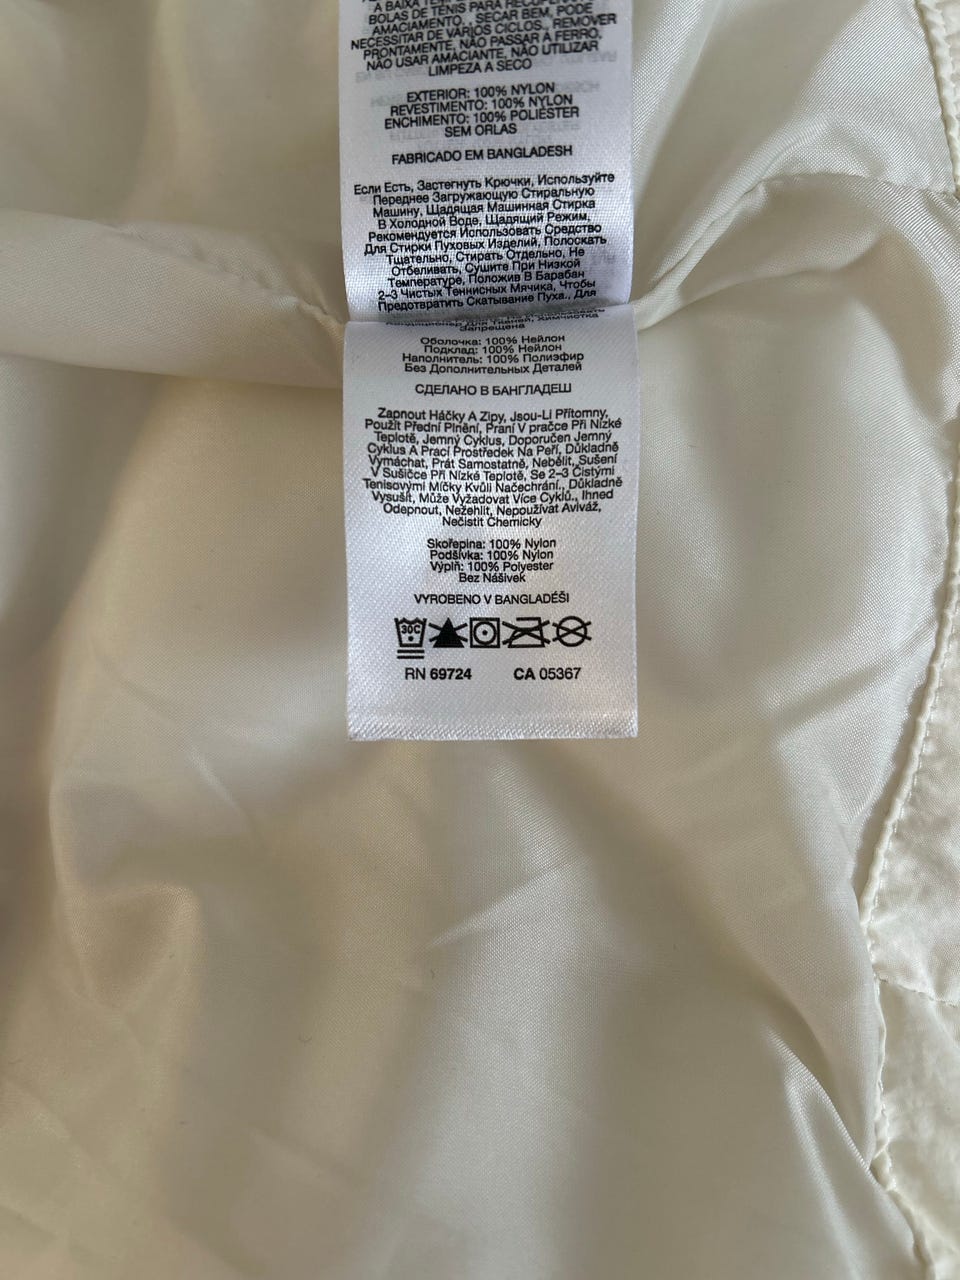 A BAIXA
BOLAS DE TENIS PARA
AMACIAMENTO., SECAR BEM, PODE
NECESSITAR DE VÁRIOS CICLOS., REMOVER
PRONTAMENTE, NÃO PASSAR A FERRO,
NÃO USAR AMACIANTE, NÃO UTILIZAR
LIMPEZA A SECO
EXTERIOR: 100% NYLON
REVESTIMENTO: 100% NYLON
ENCHIMENTO: 100% POLIÉSTER
SEM ORLAS
FABRICADO EM BANGLADESH
Если Есть, Застегнуть Крючки, Используйте
Переднее Загружающую Стиральную
Машину, Щадящая Машинная Стирка
В Холодной Воде, Щадящий Режим,
Рекомендуется Использовать Средство
Для Стирки Пуховых Изделий, Полоскать
Тщательно, Стирать Отдельно, Не
Отбеливать, Сушите При Низкой
Температуре, Положив В Барабан
2–3 Чистых Теннисных Мячика, Чтобы
Предотвратить Скатывание Пуха., Для
Кондиционер Для Тканей, Химчистка
Запрещена
Оболочка: 100% Нейлон
Подклад: 100% Нейлон
Наполнитель: 100% Полиэфир
Без Дополнительных Деталей
СДЕЛАНО В БАНГЛАДЕШ
Zapnout Háčky A Zipy, Jsou-Li Přítomny,
Použít Přední Plnění, Praní V pračce Při Nízké
Teplotě, Jemný Cyklus, Doporučen Jemný
Cyklus A Prací Prostředek Na Peří, Důkladně
Vymáchat, Prát Samostatně, Nebělit, Sušení
V Sušičce Při Nízké Teplotě, Se 2–3 Čistými
Tenisovými Míčky Kvůli Načechrání., Důkladně
Vysušit, Může Vyžadovat Více Cyklů., Ihned
Odepnout, Nežehlit, Nepoužívat Aviváž,
Nečistit Chemicky
Skořepina: 100% Nylon
Podšívka: 100% Nylon
Výplň: 100% Polyester
Bez Nášivek
VYROBENO V BANGLADÉŠI
30C
RN 69724 CA 05367